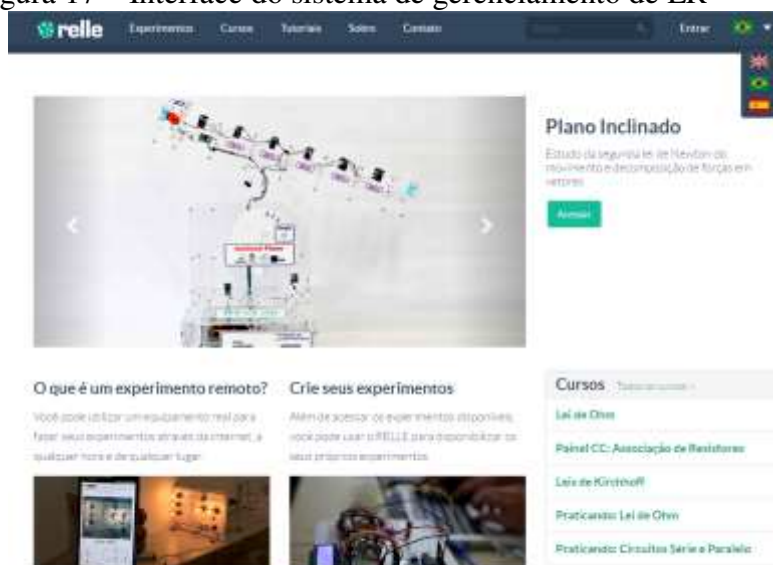 gura 17 – Interface do sistema de gerenciamento de ER
relle Experimentos Cursos Tutoriais Sobre Contato Entrar
Plano Inclinado
Estudo da segunda lei de Newton do
movimento e decomposição de forças em
vetores
Acessar
O que é um experimento remoto?
Você pode utilizar um equipamento real para
fazer seus experimentos através da internet, a
qualquer hora e de qualquer lugar.
Crie seus experimentos
Além de acessar os experimentos disponíveis,
você pode usar o RELLE para disponibilizar os
seus próprios experimentos.
Cursos
Lei de Ohm
Painel CC: Associação de Resistores
Leis de Kirchhoff
Praticando: Lei de Ohm
Praticando: Circuitos Série e Paralelo